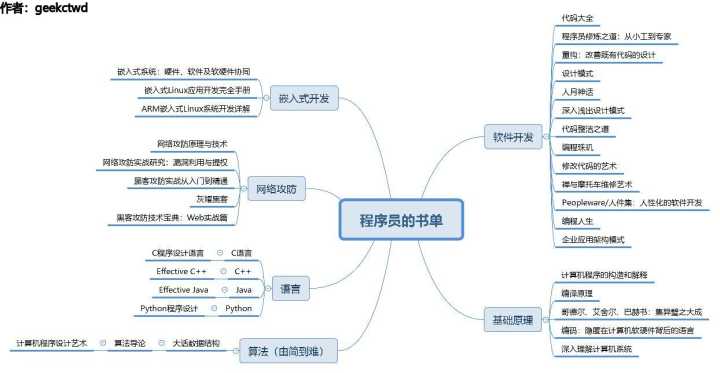 作者：geekctwd
程序员的书单
嵌入式开发
嵌入式系统：硬件、软件及软硬件协同
嵌入式Linux应用开发完全手册
ARM嵌入式Linux系统开发详解
网络攻防
网络攻防原理与技术
网络攻防实战研究：漏洞利用与提权
黑客攻防实战从入门到精通
灰帽黑客
黑客攻防技术宝典：Web实战篇
语言
C语言
C程序设计语言
C++
Effective C++
Java
Effective Java
Python
Python程序设计
算法（由简到难）
大话数据结构
算法导论
计算机程序设计艺术
软件开发
代码大全
程序员修炼之道：从小工到专家
重构：改善既有代码的设计
设计模式
人月神话
深入浅出设计模式
代码整洁之道
编程珠玑
修改代码的艺术
禅与摩托车维修艺术
Peopleware/人件集：人性化的软件开发
编程人生
企业应用架构模式
基础原理
计算机程序的构造和解释
编译原理
哥德尔、艾舍尔、巴赫书：集异璧之大成
编码：隐匿在计算机软硬件背后的语言
深入理解计算机系统